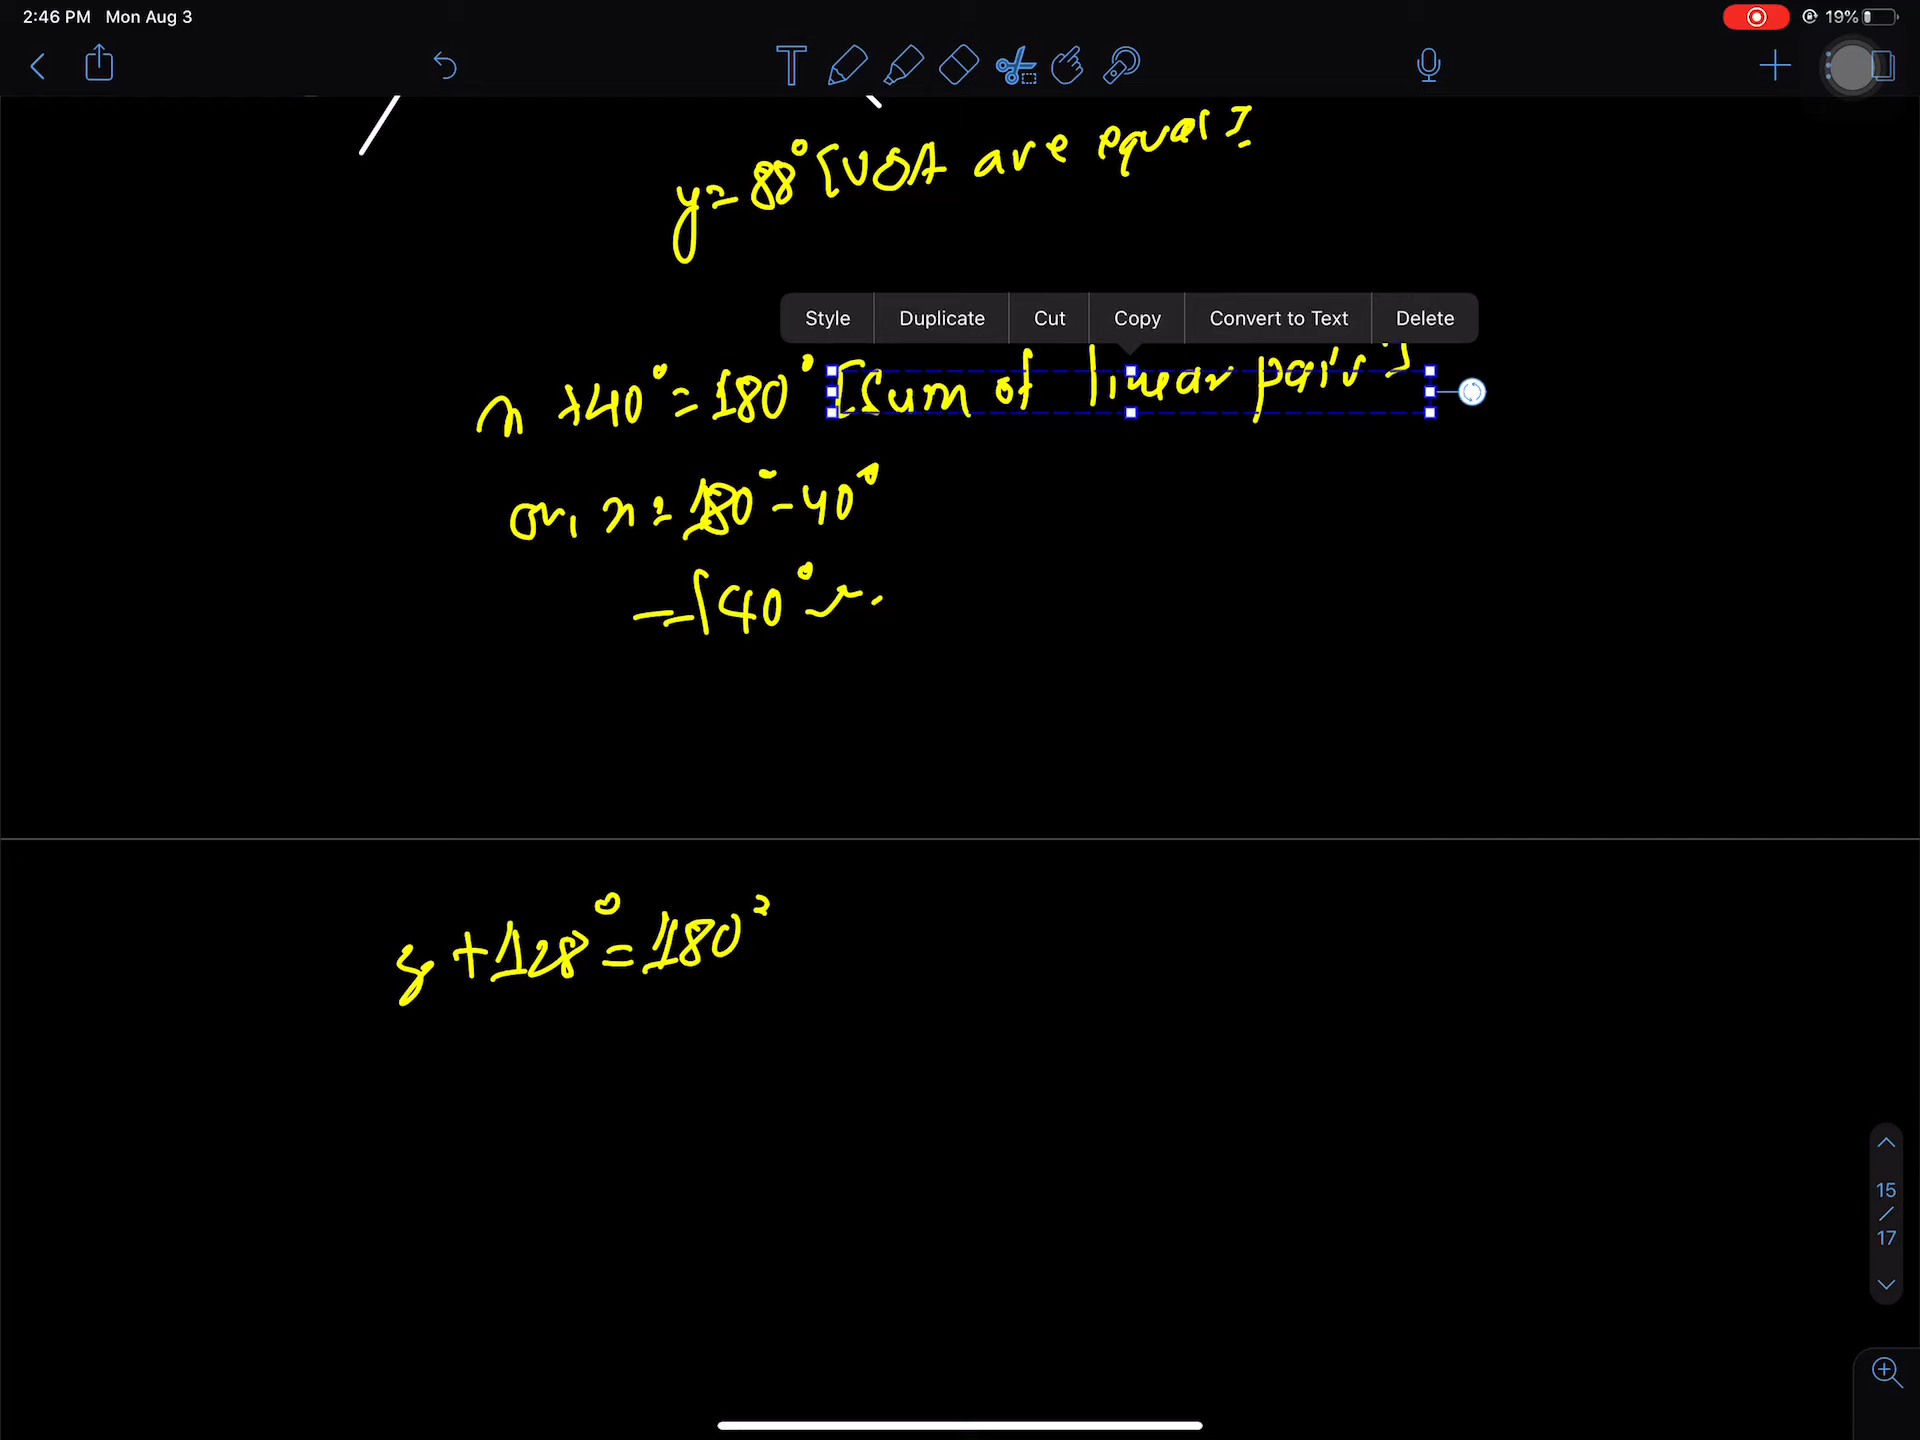 2:46 PM Mon Aug 3 19%
y = 88° [VOA are equal]
Style Duplicate Cut Copy Convert to Text Delete
x + 40° = 180° [Sum of linear pair]
or, x = 180° - 40°
= 140°
z + 128° = 180°
15
/
17